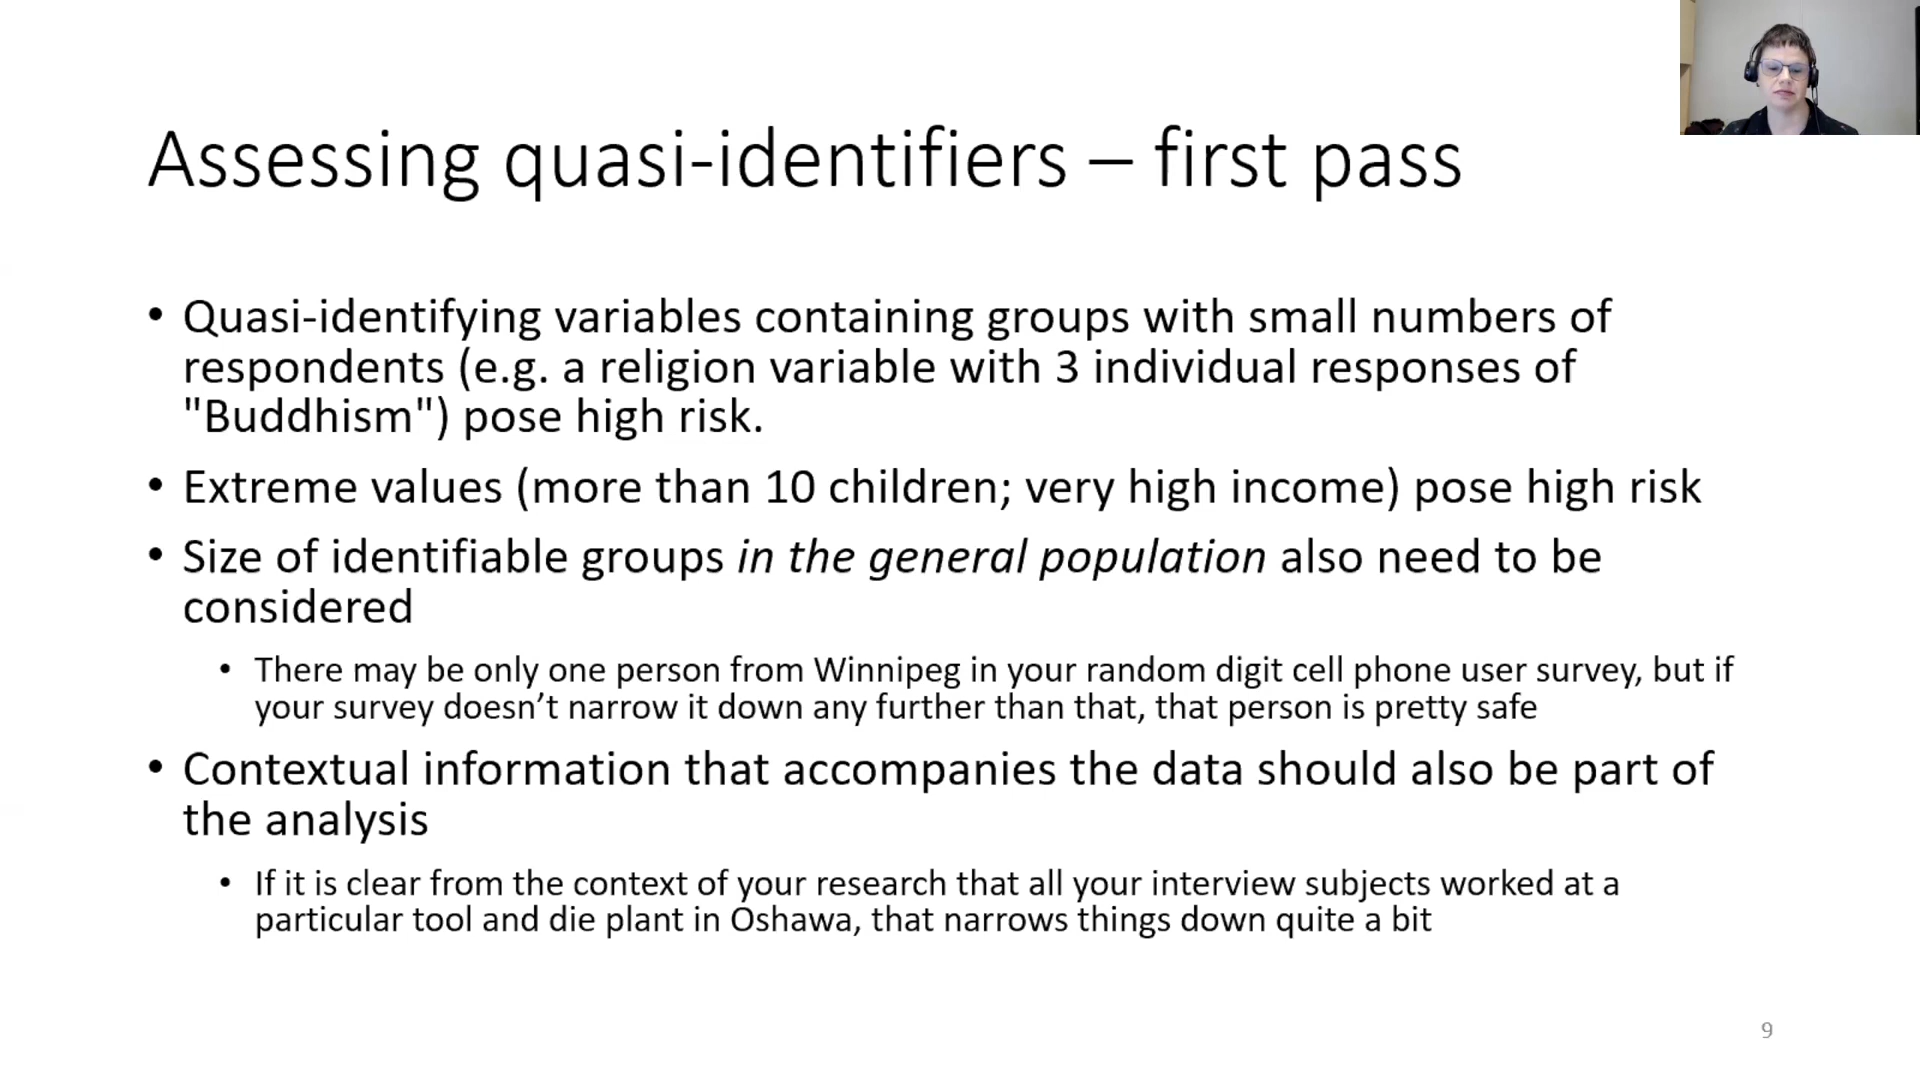 Assessing quasi-identifiers – first pass
• Quasi-identifying variables containing groups with small numbers of
respondents (e.g. a religion variable with 3 individual responses of
"Buddhism") pose high risk.
• Extreme values (more than 10 children; very high income) pose high risk
• Size of identifiable groups in the general population also need to be
considered
• There may be only one person from Winnipeg in your random digit cell phone user survey, but if
your survey doesn’t narrow it down any further than that, that person is pretty safe
• Contextual information that accompanies the data should also be part of
the analysis
• If it is clear from the context of your research that all your interview subjects worked at a
particular tool and die plant in Oshawa, that narrows things down quite a bit
9